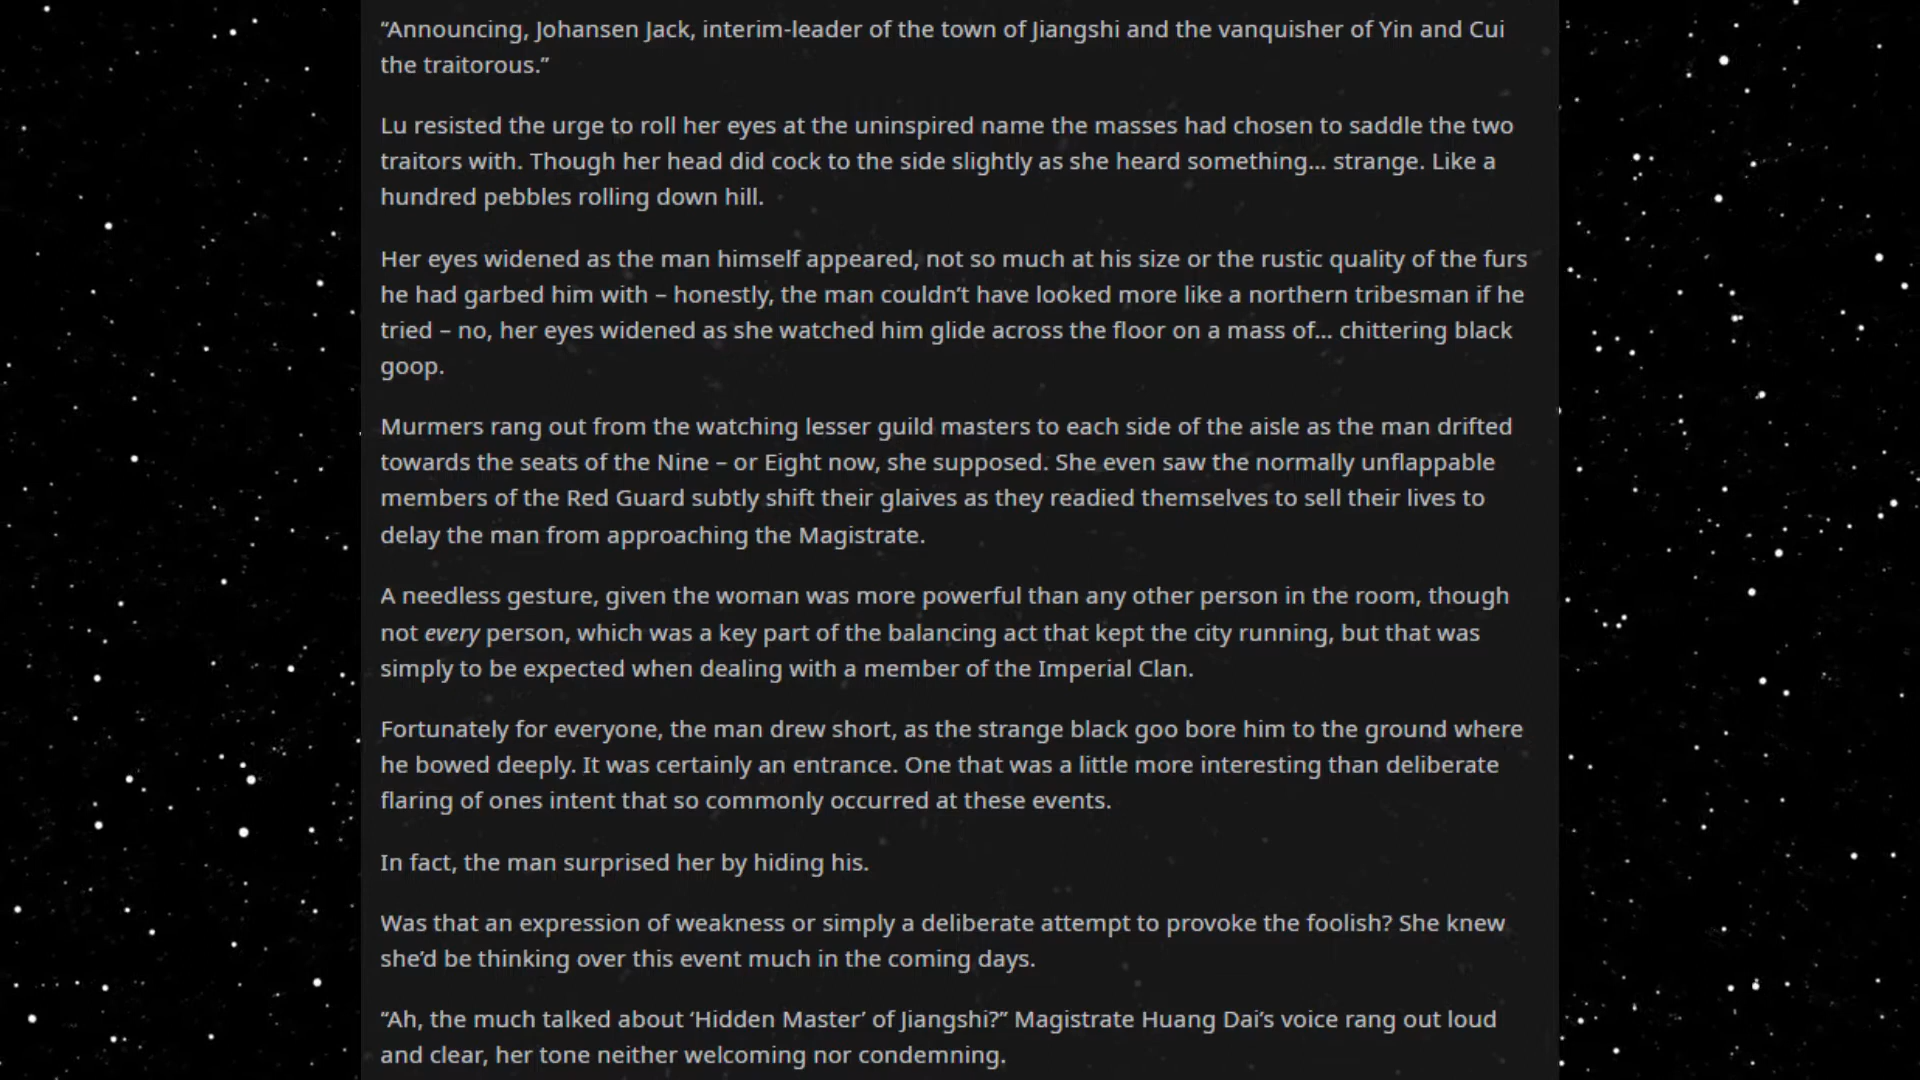 “Announcing, Johansen Jack, interim-leader of the town of Jiangshi and the vanquisher of Yin and Cui
the traitorous.”
Lu resisted the urge to roll her eyes at the uninspired name the masses had chosen to saddle the two
traitors with. Though her head did cock to the side slightly as she heard something… strange. Like a
hundred pebbles rolling down hill.
Her eyes widened as the man himself appeared, not so much at his size or the rustic quality of the furs
he had garbed him with – honestly, the man couldn’t have looked more like a northern tribesman if he
tried – no, her eyes widened as she watched him glide across the floor on a mass of… chittering black
goop.
Murmers rang out from the watching lesser guild masters to each side of the aisle as the man drifted
towards the seats of the Nine – or Eight now, she supposed. She even saw the normally unflappable
members of the Red Guard subtly shift their glaives as they readied themselves to sell their lives to
delay the man from approaching the Magistrate.
A needless gesture, given the woman was more powerful than any other person in the room, though
not every person, which was a key part of the balancing act that kept the city running, but that was
simply to be expected when dealing with a member of the Imperial Clan.
Fortunately for everyone, the man drew short, as the strange black goo bore him to the ground where
he bowed deeply. It was certainly an entrance. One that was a little more interesting than deliberate
flaring of ones intent that so commonly occurred at these events.
In fact, the man surprised her by hiding his.
Was that an expression of weakness or simply a deliberate attempt to provoke the foolish? She knew
she’d be thinking over this event much in the coming days.
“Ah, the much talked about ‘Hidden Master’ of Jiangshi?” Magistrate Huang Dai’s voice rang out loud
and clear, her tone neither welcoming nor condemning.